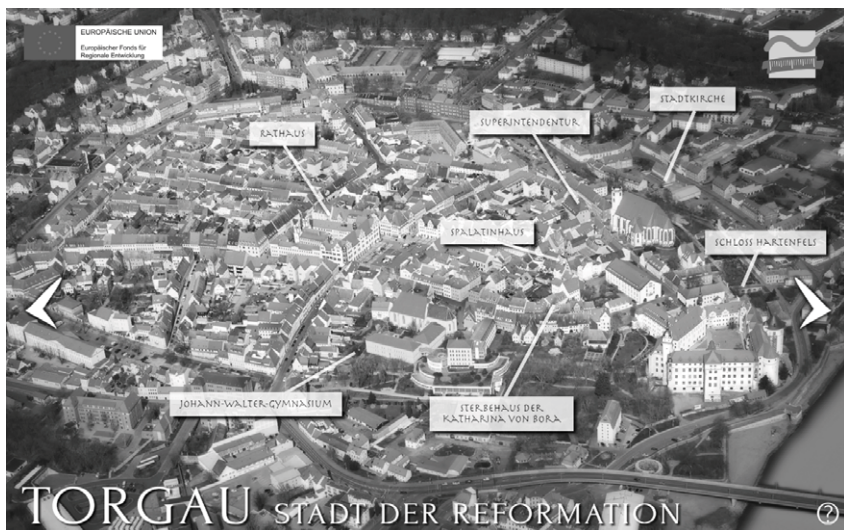 EUROPÄISCHE UNION
Europäischer Fonds für
Regionale Entwicklung
STADTKIRCHE
SUPERINTENDENTUR
RATHAUS
SPALATINHAUS
SCHLOSS HARTENFELS
JOHANN-WALTER-GYMNASIUM
STERBEHAUS DER
KATHARINA VON BORA
TORGAU STADT DER REFORMATION
?